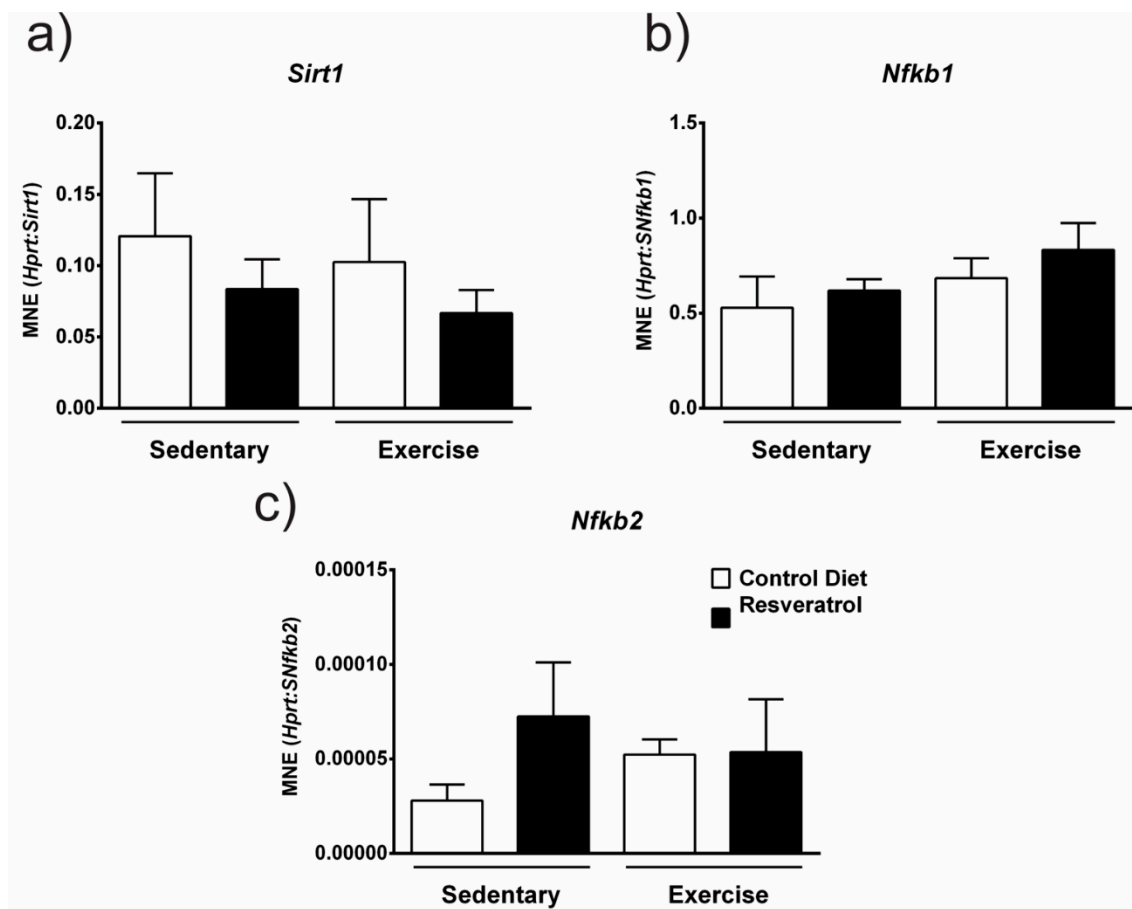 a)
Sirt1
MNE (Hprt:Sirt1)
0.20
0.15
0.10
0.05
0.00
Sedentary
Exercise
b)
Nfkb1
MNE (Hprt:SNfkb1)
1.5
1.0
0.5
0.0
Sedentary
Exercise
c)
Nfkb2
MNE (Hprt:SNfkb2)
0.00015
0.00010
0.00005
0.00000
Control Diet
Resveratrol
Sedentary
Exercise